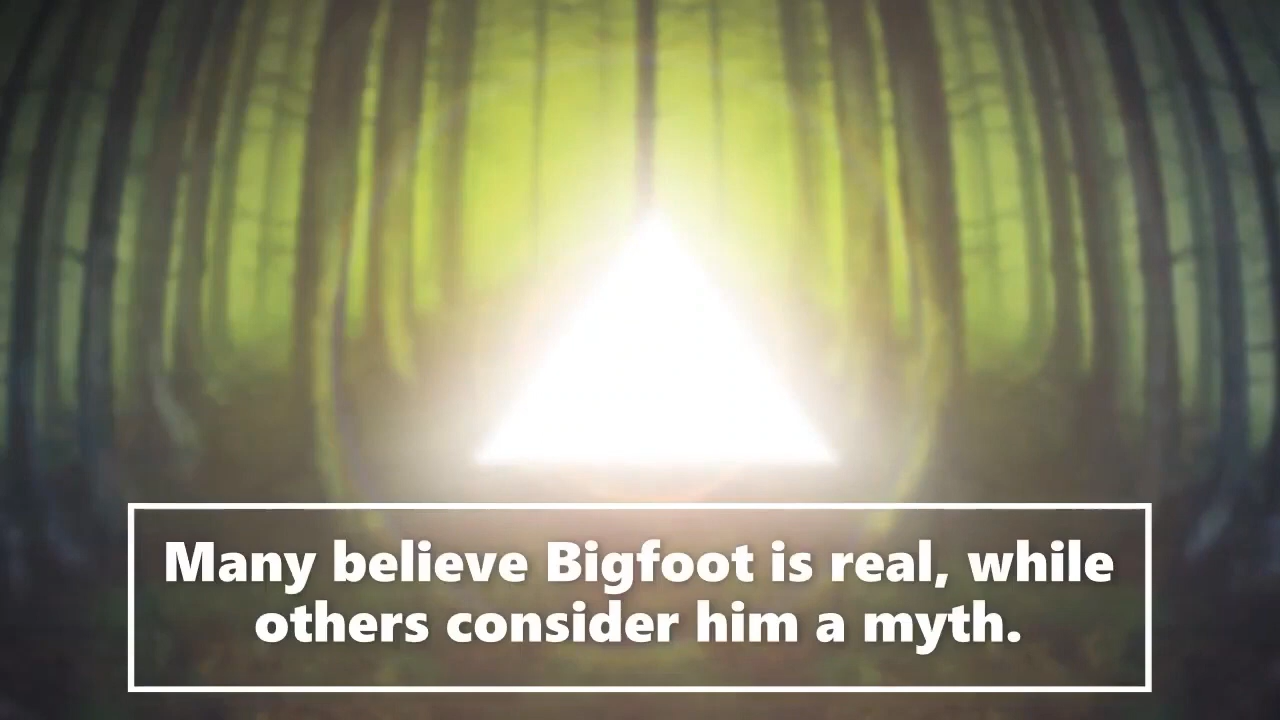 Many believe Bigfoot is real, while
others consider him a myth.